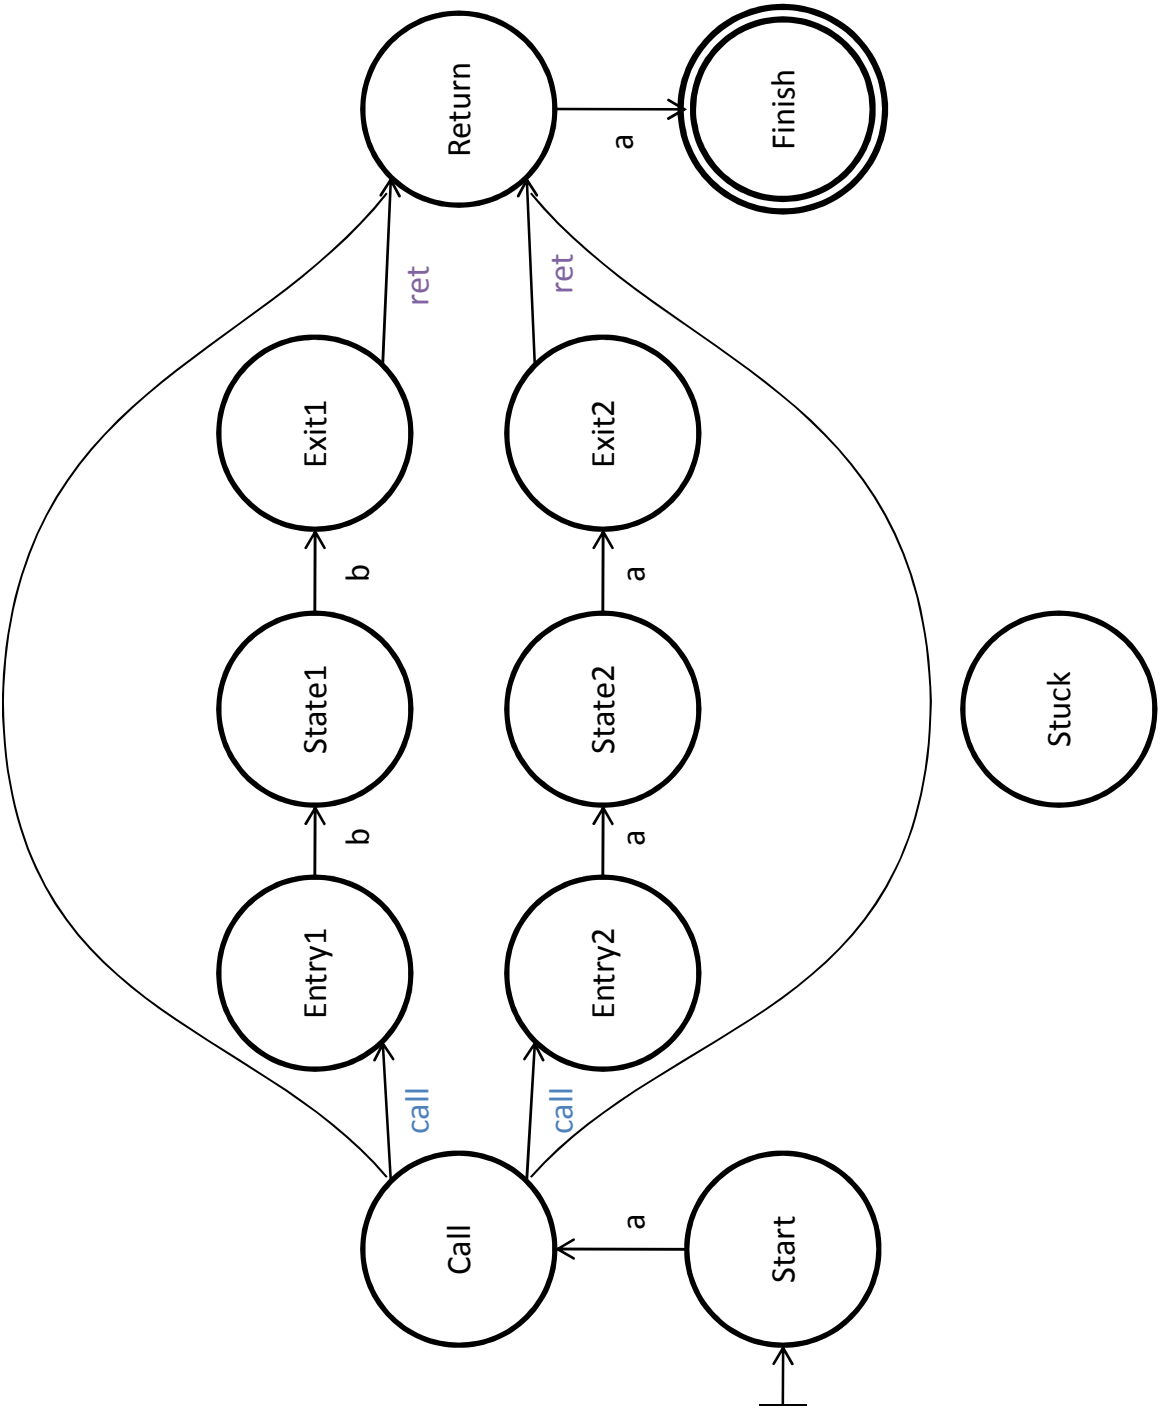 Entry1
State1
Exit1
b
b
call
ret
Call
Return
call
ret
Entry2
State2
Exit2
a
a
a
a
Start
Finish
Stuck